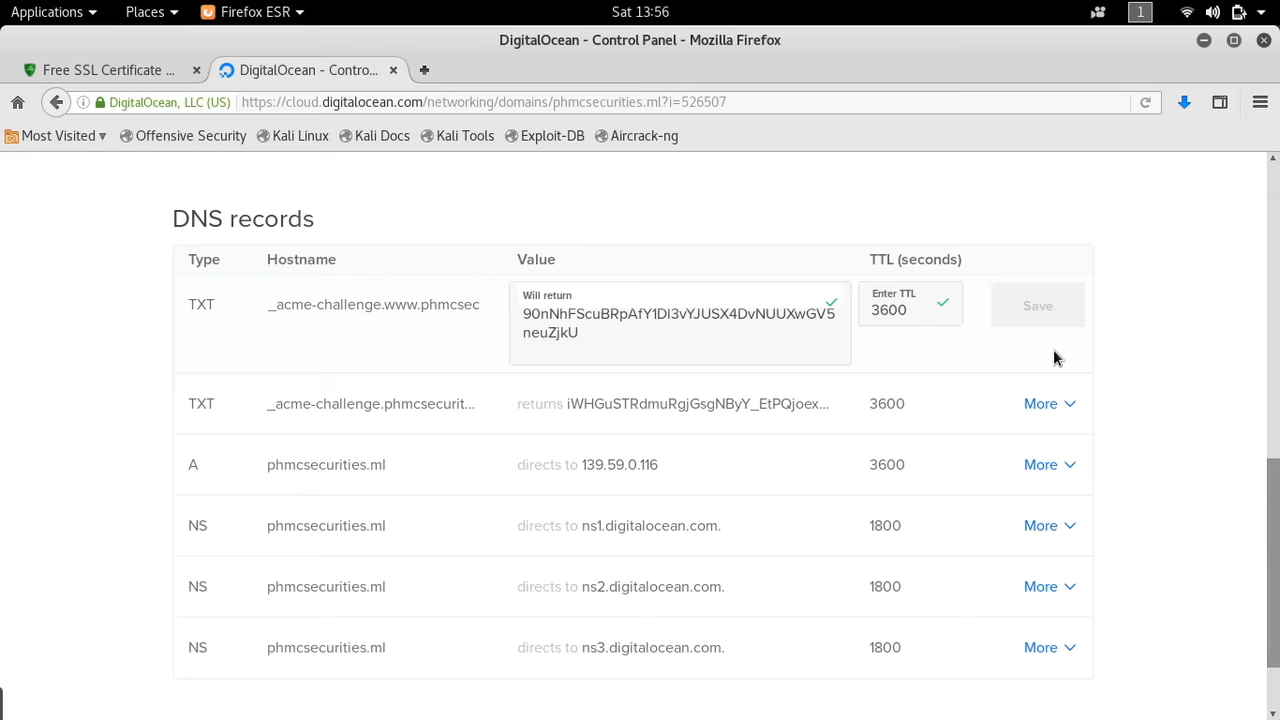 Applications Places Firefox ESR Sat 13:56 1
DigitalOcean - Control Panel - Mozilla Firefox
Free SSL Certificate ... DigitalOcean - Contro...
DigitalOcean, LLC (US) https://cloud.digitalocean.com/networking/domains/phmcsecurities.ml?i=526507
Most Visited Offensive Security Kali Linux Kali Docs Kali Tools Exploit-DB Aircrack-ng
DNS records
Type Hostname Value TTL (seconds)
TXT _acme-challenge.www.phmcsec
Will return
90nNhFScuBRpAfY1Dl3vYJUSX4DvNUUXwGV5
neuZjkU
Enter TTL
3600
Save
TXT _acme-challenge.phmcsecurit... returns iWHGuSTRdmuRgjGsgNByY_EtPQjoex... 3600 More
A phmcsecurities.ml directs to 139.59.0.116 3600 More
NS phmcsecurities.ml directs to ns1.digitalocean.com. 1800 More
NS phmcsecurities.ml directs to ns2.digitalocean.com. 1800 More
NS phmcsecurities.ml directs to ns3.digitalocean.com. 1800 More